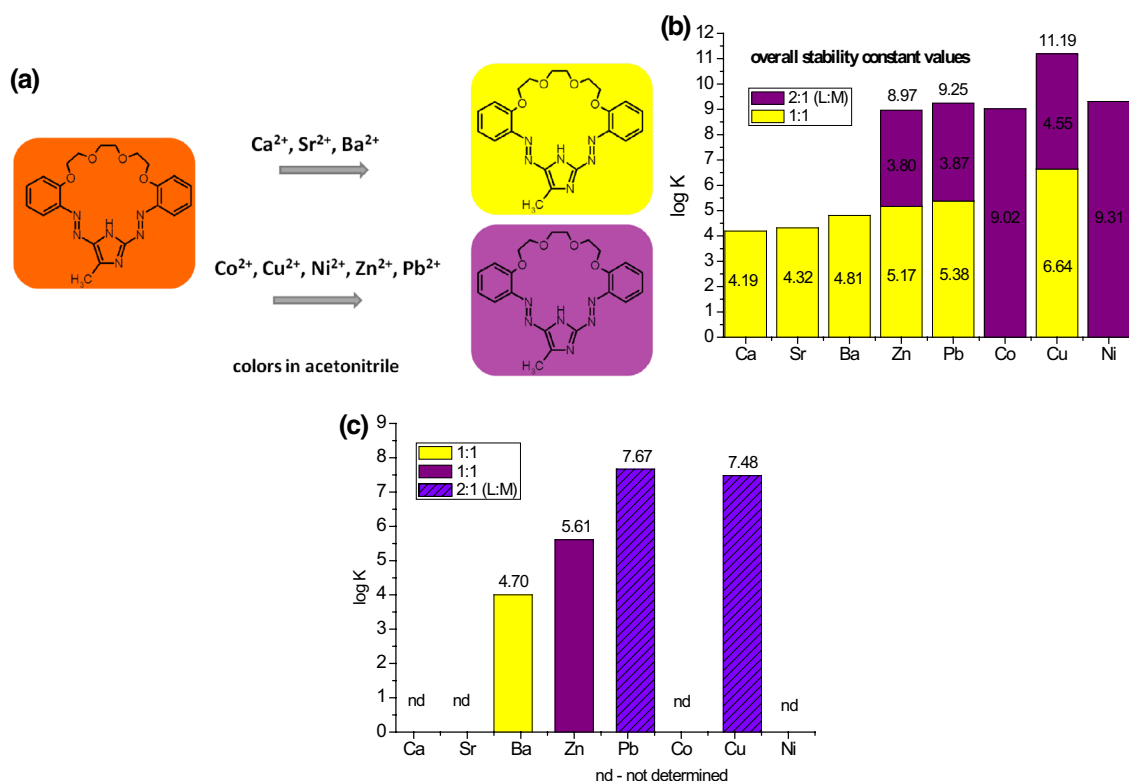 (a)
O
O
O
O
N
N
N
N
H
N
N
H₃C
Ca²⁺, Sr²⁺, Ba²⁺
Co²⁺, Cu²⁺, Ni²⁺, Zn²⁺, Pb²⁺
colors in acetonitrile
O
O
O
O
N
N
N
N
H
N
N
H₃C
O
O
O
O
N
N
N
N
H
N
N
H₃C
(b)
overall stability constant values
2:1 (L:M)
1:1
log K
12
11
10
9
8
7
6
5
4
3
2
1
0
4.19
4.32
4.81
8.97
3.80
5.17
9.25
3.87
5.38
9.02
11.19
4.55
6.64
9.31
Ca Sr Ba Zn Pb Co Cu Ni
(c)
1:1
1:1
2:1 (L:M)
log K
9
8
7
6
5
4
3
2
1
0
nd
nd
4.70
5.61
7.67
nd
7.48
nd
Ca Sr Ba Zn Pb Co Cu Ni
nd - not determined